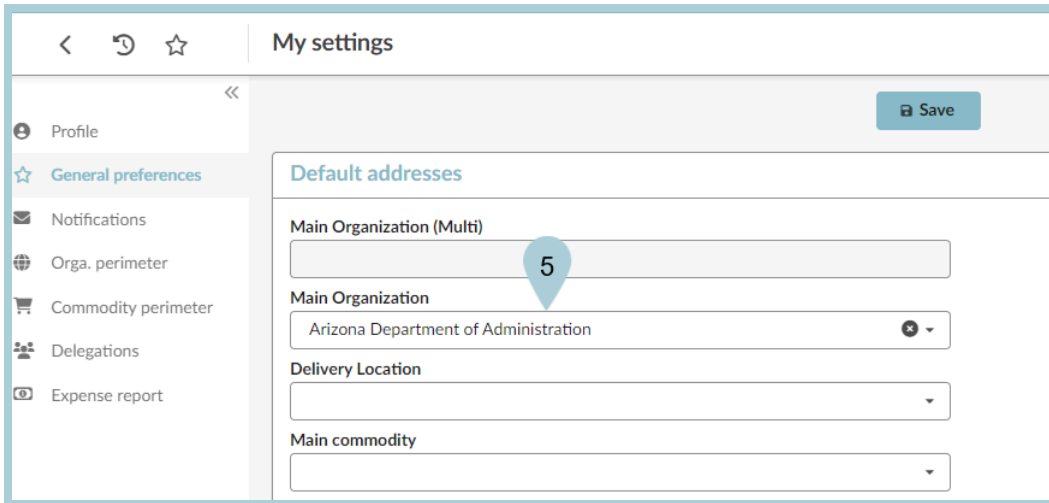 My settings
Save
Profile
General preferences
Notifications
Orga. perimeter
Commodity perimeter
Delegations
Expense report
Default addresses
Main Organization (Multi)
5
Main Organization
Arizona Department of Administration
Delivery Location
Main commodity